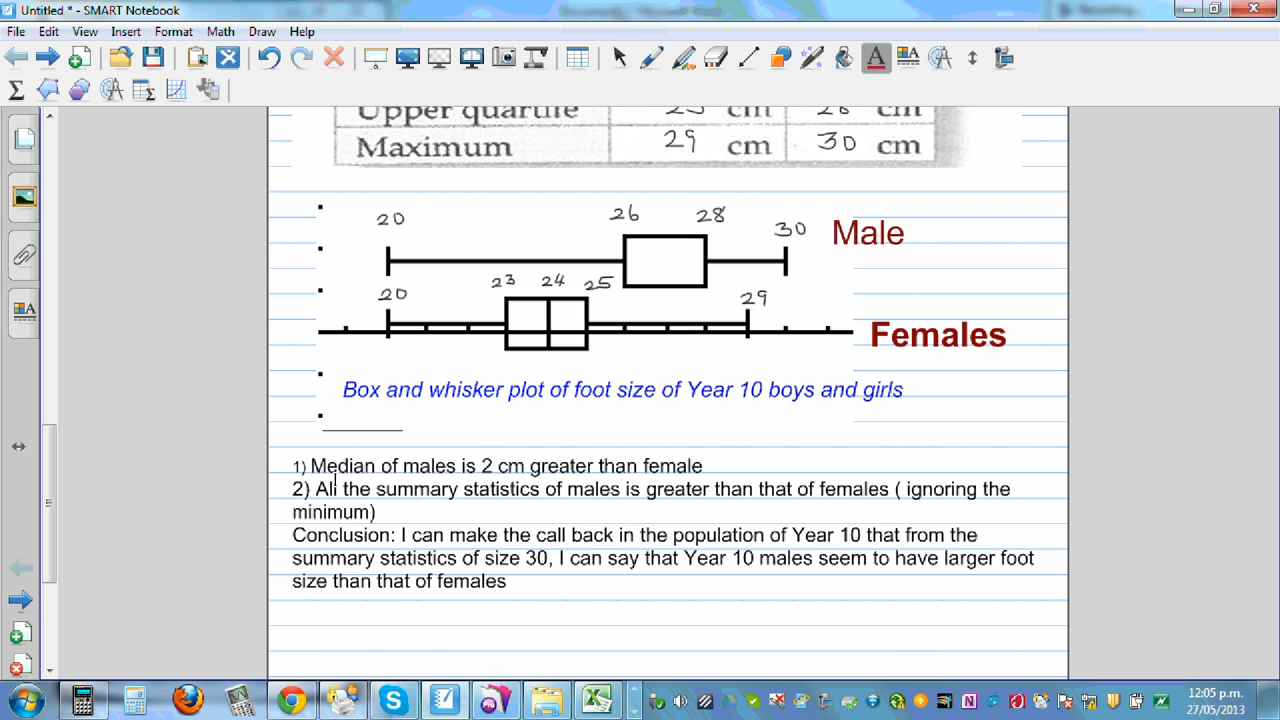 Untitled * - SMART Notebook
File Edit View Insert Format Math Draw Help
Upper quartile cm 28 cm
Maximum 29 cm 30 cm
20 26 28 30 Male
20 23 24 25 29
Females
Box and whisker plot of foot size of Year 10 boys and girls
1) Median of males is 2 cm greater than female
2) All the summary statistics of males is greater than that of females ( ignoring the
minimum)
Conclusion: I can make the call back in the population of Year 10 that from the
summary statistics of size 30, I can say that Year 10 males seem to have larger foot
size than that of females
12:05 p.m.
27/05/2013